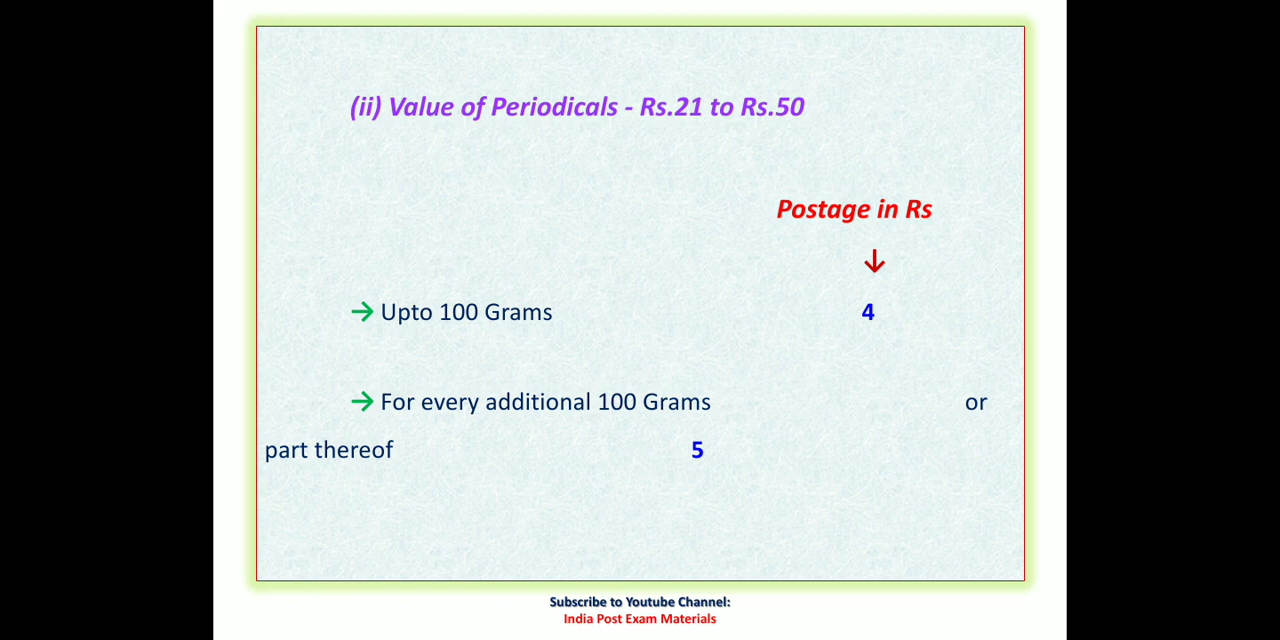 (ii) Value of Periodicals - Rs.21 to Rs.50
Postage in Rs
↓
→ Upto 100 Grams 4
→ For every additional 100 Grams or
part thereof 5
Subscribe to Youtube Channel:
India Post Exam Materials